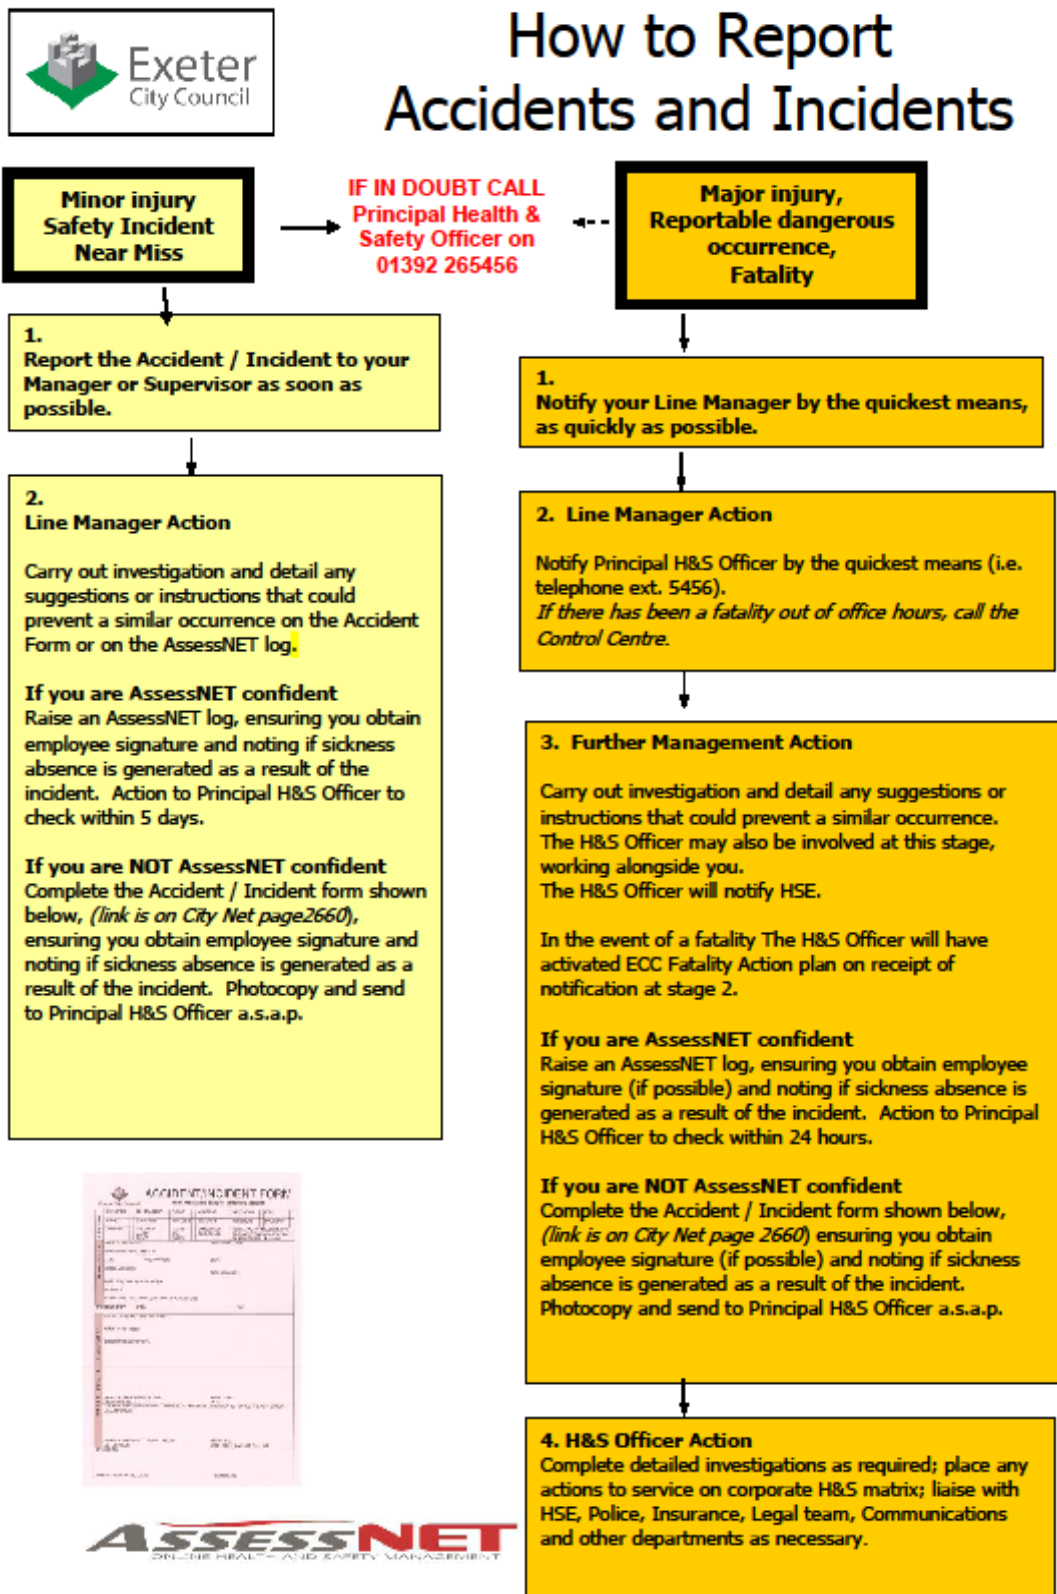 Exeter
City Council
How to Report
Accidents and Incidents
Minor injury
Safety Incident
Near Miss
IF IN DOUBT CALL
Principal Health &
Safety Officer on
01392 265456
Major injury,
Reportable dangerous
occurrence,
Fatality
1.
Report the Accident / Incident to your
Manager or Supervisor as soon as
possible.
2.
Line Manager Action
Carry out investigation and detail any
suggestions or instructions that could
prevent a similar occurrence on the Accident
Form or on the AssessNET log.
If you are AssessNET confident
Raise an AssessNET log, ensuring you obtain
employee signature and noting if sickness
absence is generated as a result of the
incident.  Action to Principal H&S Officer to
check within 5 days.
If you are NOT AssessNET confident
Complete the Accident / Incident form shown
below, (link is on City Net page2660),
ensuring you obtain employee signature and
noting if sickness absence is generated as a
result of the incident.  Photocopy and send
to Principal H&S Officer a.s.a.p.
ACCIDENT/INCIDENT FORM
ASSESSNET
ONLINE HEALTH AND SAFETY MANAGEMENT
1.
Notify your Line Manager by the quickest means,
as quickly as possible.
2.  Line Manager Action
Notify Principal H&S Officer by the quickest means (i.e.
telephone ext. 5456).
If there has been a fatality out of office hours, call the
Control Centre.
3.  Further Management Action
Carry out investigation and detail any suggestions or
instructions that could prevent a similar occurrence.
The H&S Officer may also be involved at this stage,
working alongside you.
The H&S Officer will notify HSE.
In the event of a fatality The H&S Officer will have
activated ECC Fatality Action plan on receipt of
notification at stage 2.
If you are AssessNET confident
Raise an AssessNET log, ensuring you obtain employee
signature (if possible) and noting if sickness absence is
generated as a result of the incident.  Action to Principal
H&S Officer to check within 24 hours.
If you are NOT AssessNET confident
Complete the Accident / Incident form shown below,
(link is on City Net page 2660) ensuring you obtain
employee signature (if possible) and noting if sickness
absence is generated as a result of the incident.
Photocopy and send to Principal H&S Officer a.s.a.p.
4. H&S Officer Action
Complete detailed investigations as required; place any
actions to service on corporate H&S matrix; liaise with
HSE, Police, Insurance, Legal team, Communications
and other departments as necessary.